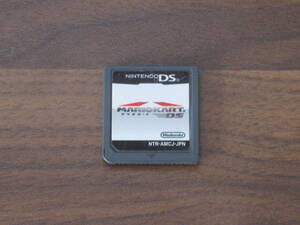 NINTENDO DS
MARIOKART
DS
Nintendo
NTR-AMCJ-JPN